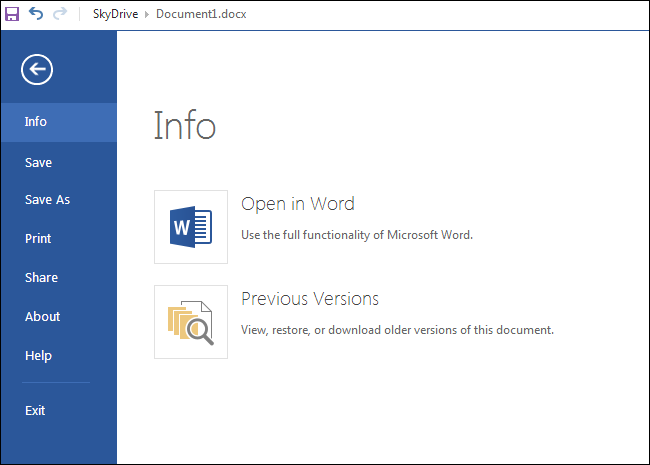 SkyDrive ▸ Document1.docx
Info
Save
Save As
Print
Share
About
Help
Exit
Info
W
Open in Word
Use the full functionality of Microsoft Word.
Previous Versions
View, restore, or download older versions of this document.